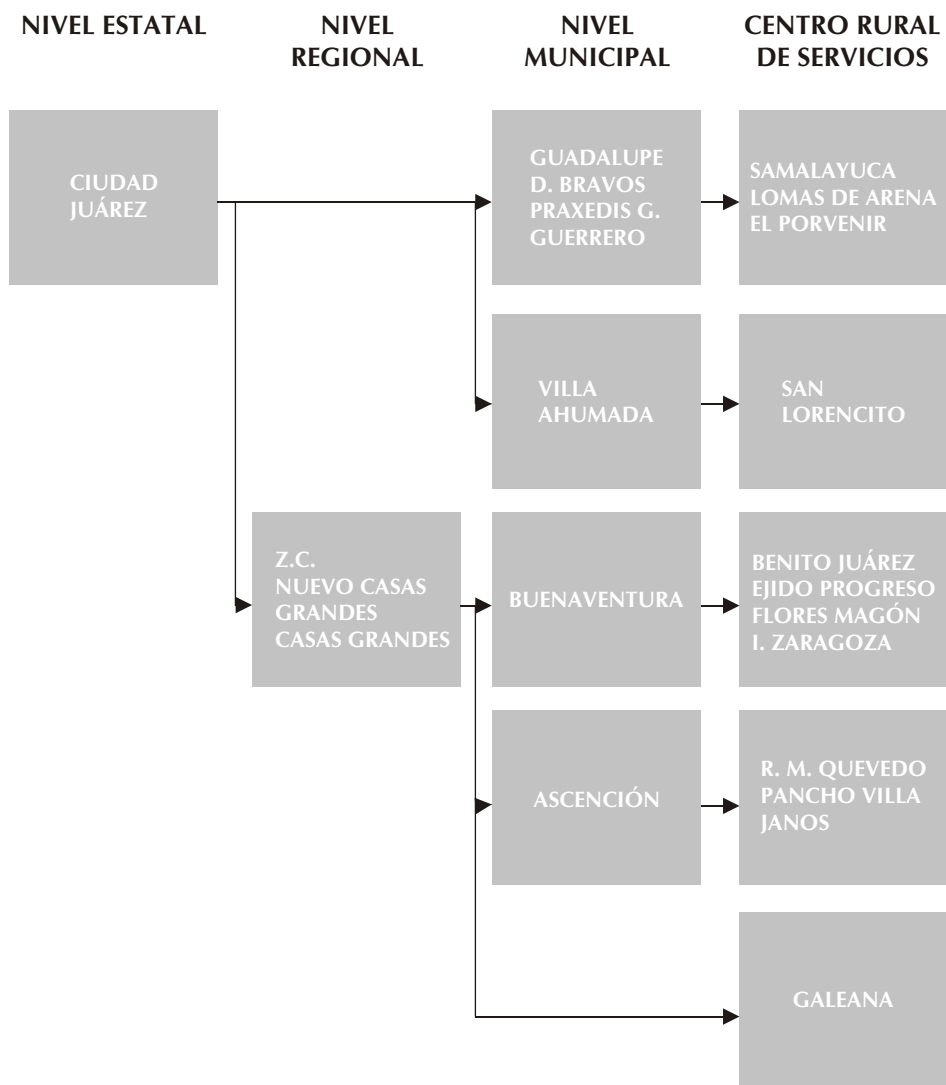 NIVEL ESTATAL
NIVEL
REGIONAL
NIVEL
MUNICIPAL
CENTRO RURAL
DE SERVICIOS
CIUDAD
JUÁREZ
GUADALUPE
D. BRAVOS
PRAXEDIS G.
GUERRERO
SAMALAYUCA
LOMAS DE ARENA
EL PORVENIR
VILLA
AHUMADA
SAN
LORENCITO
Z.C.
NUEVO CASAS
GRANDES
CASAS GRANDES
BUENAVENTURA
BENITO JUÁREZ
EJIDO PROGRESO
FLORES MAGÓN
I. ZARAGOZA
ASCENCIÓN
R. M. QUEVEDO
PANCHO VILLA
JANOS
GALEANA